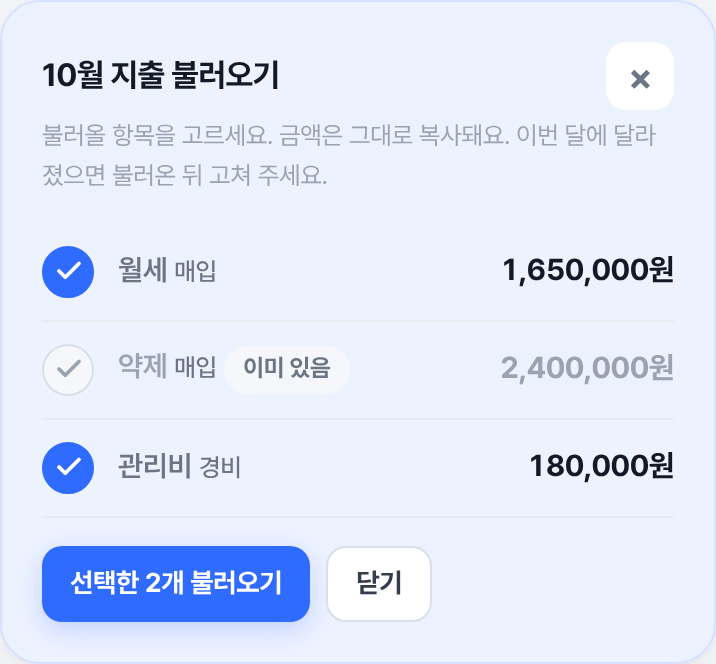 10월 지출 불러오기
불러올 항목을 고르세요. 금액은 그대로 복사돼요. 이번 달에 달라
졌으면 불러온 뒤 고쳐 주세요.
월세 매입 1,650,000원
약제 매입 이미 있음 2,400,000원
관리비 경비 180,000원
선택한 2개 불러오기 닫기